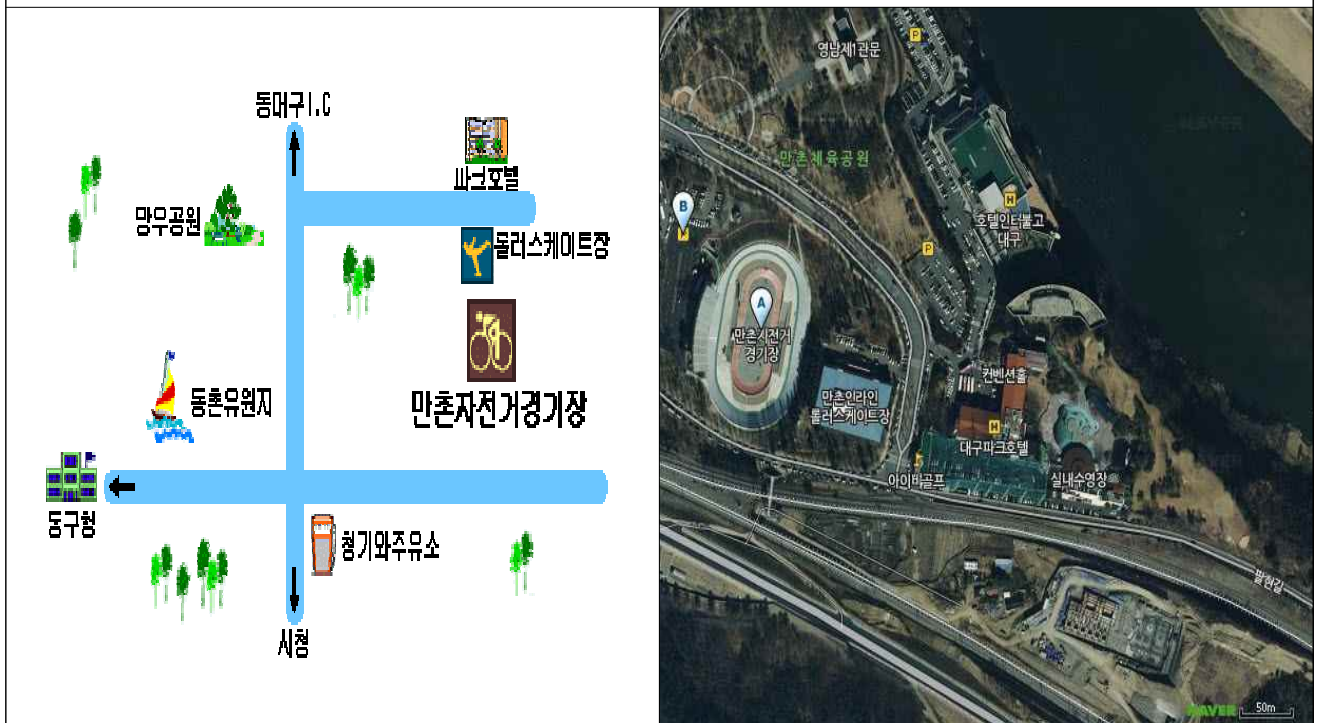 동대구I.C
파크호텔
망우공원
롤러스케이트장
만촌자전거경기장
동촌유원지
동구청
청기와주유소
시청
영남제1관문
P
만촌체육공원
B
H
호텔인터불고
대구
P
A
만촌자전거
경기장
컨벤션홀
만촌인라인
롤러스케이트장
H
대구파크호텔
아이비골프
실내수영장
팔현길
NAVER
50m